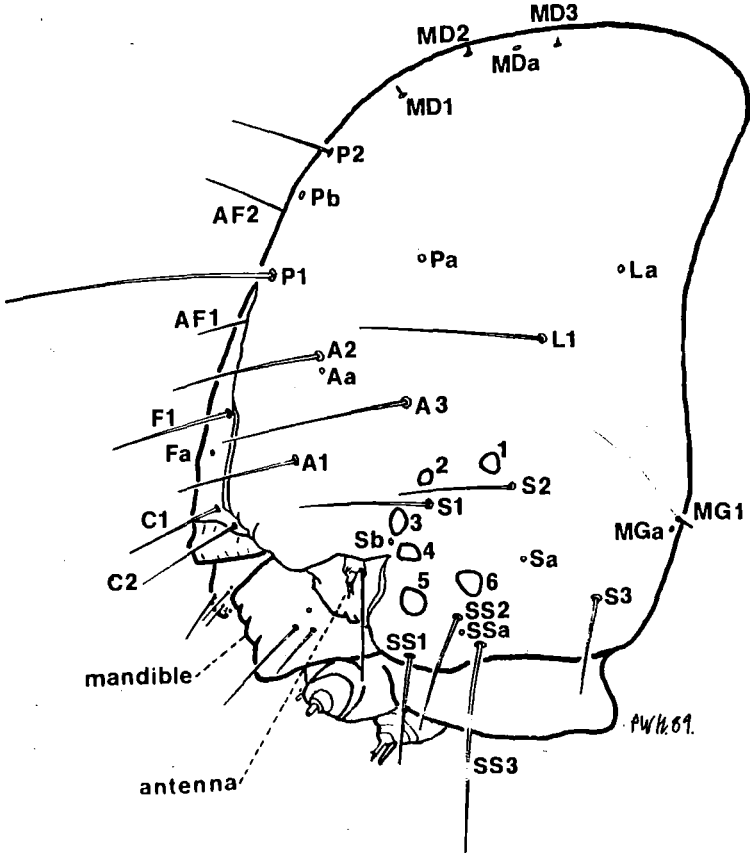 MD3
MD2
MDa
MD1
P2
Pb
AF2
Pa
La
P1
AF1
A2
L1
Aa
A3
F1
Fa
A1
1
2
S2
S1
C1
3
MG1
Sb
MGa
4
Sa
C2
5
6
S3
SS2
SSa
SS1
mandible
PWH.89.
SS3
antenna